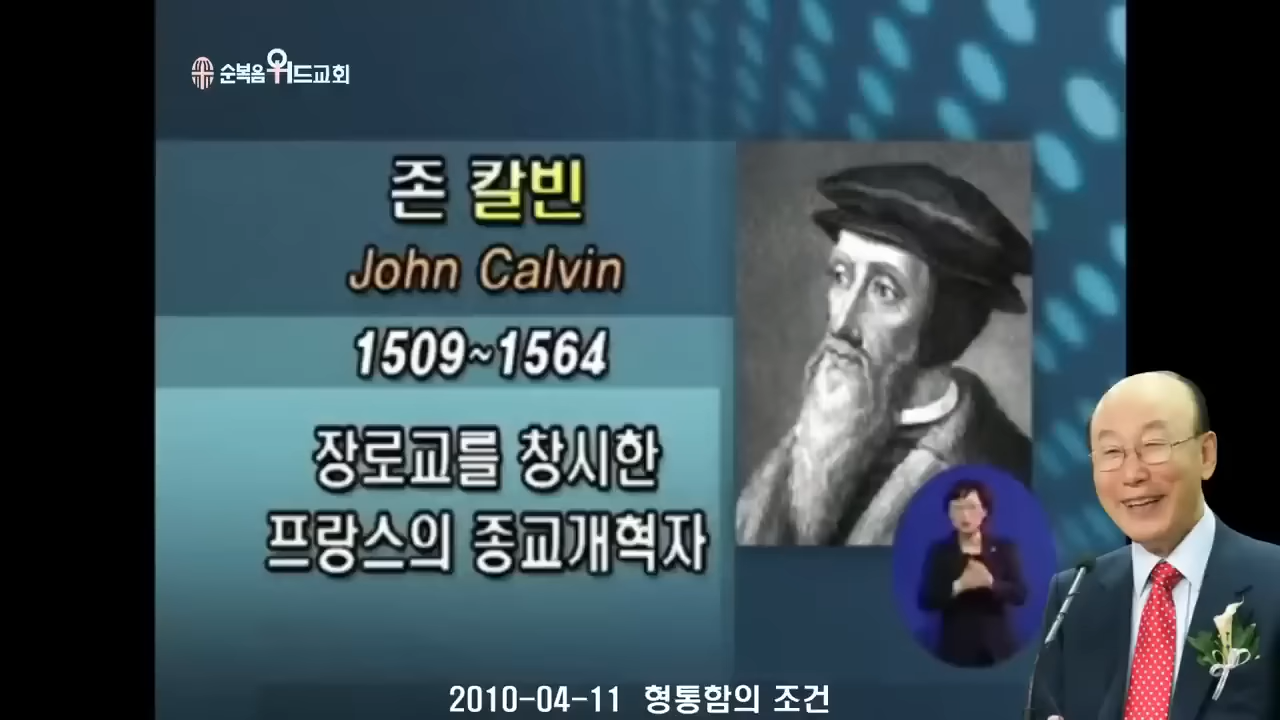 순복음워드교회
존 칼빈
John Calvin
1509~1564
장로교를 창시한
프랑스의 종교개혁자
2010-04-11 형통함의 조건